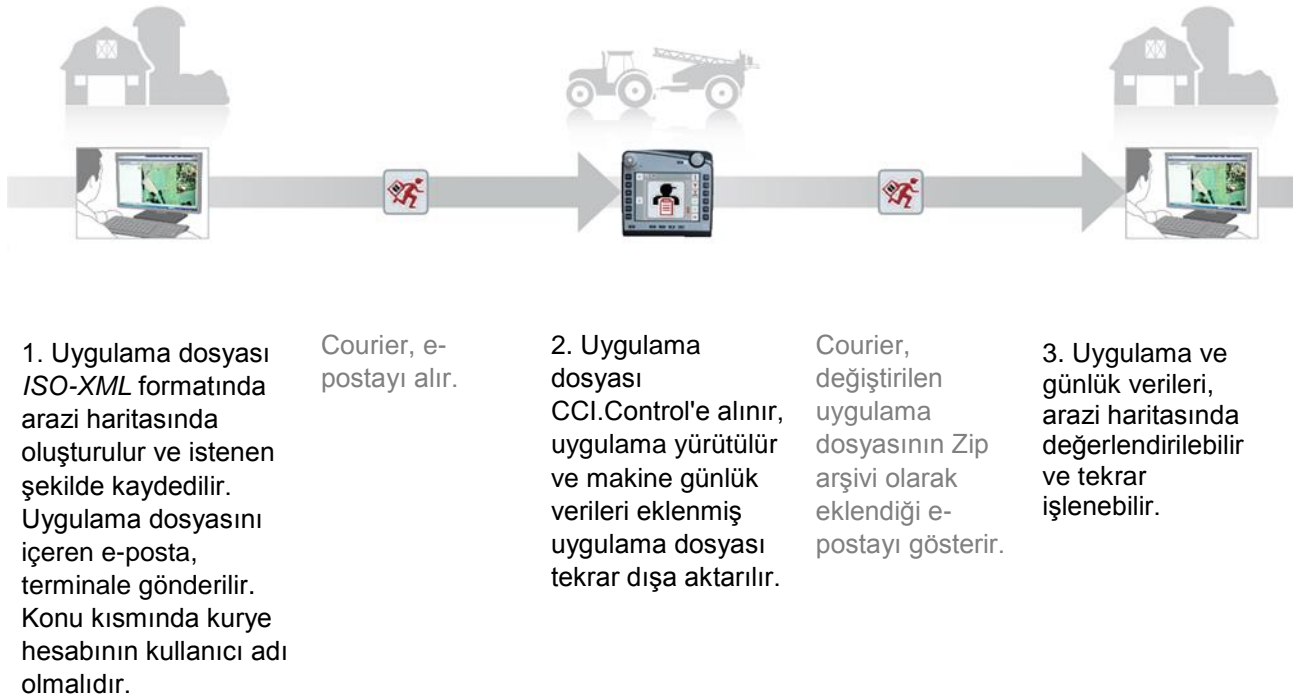 1. Uygulama dosyası
ISO-XML formatında
arazi haritasında
oluşturulur ve istenen
şekilde kaydedilir.
Uygulama dosyasını
içeren e-posta,
terminale gönderilir.
Konu kısmında kurye
hesabının kullanıcı adı
olmalıdır.
Courier, e-
postayı alır.
2. Uygulama
dosyası
CCI.Control'e alınır,
uygulama yürütülür
ve makine günlük
verileri eklenmiş
uygulama dosyası
tekrar dışa aktarılır.
Courier,
değiştirilen
uygulama
dosyasının Zip
arşivi olarak
eklendiği e-
postayı gösterir.
3. Uygulama ve
günlük verileri,
arazi haritasında
değerlendirilebilir
ve tekrar
işlenebilir.